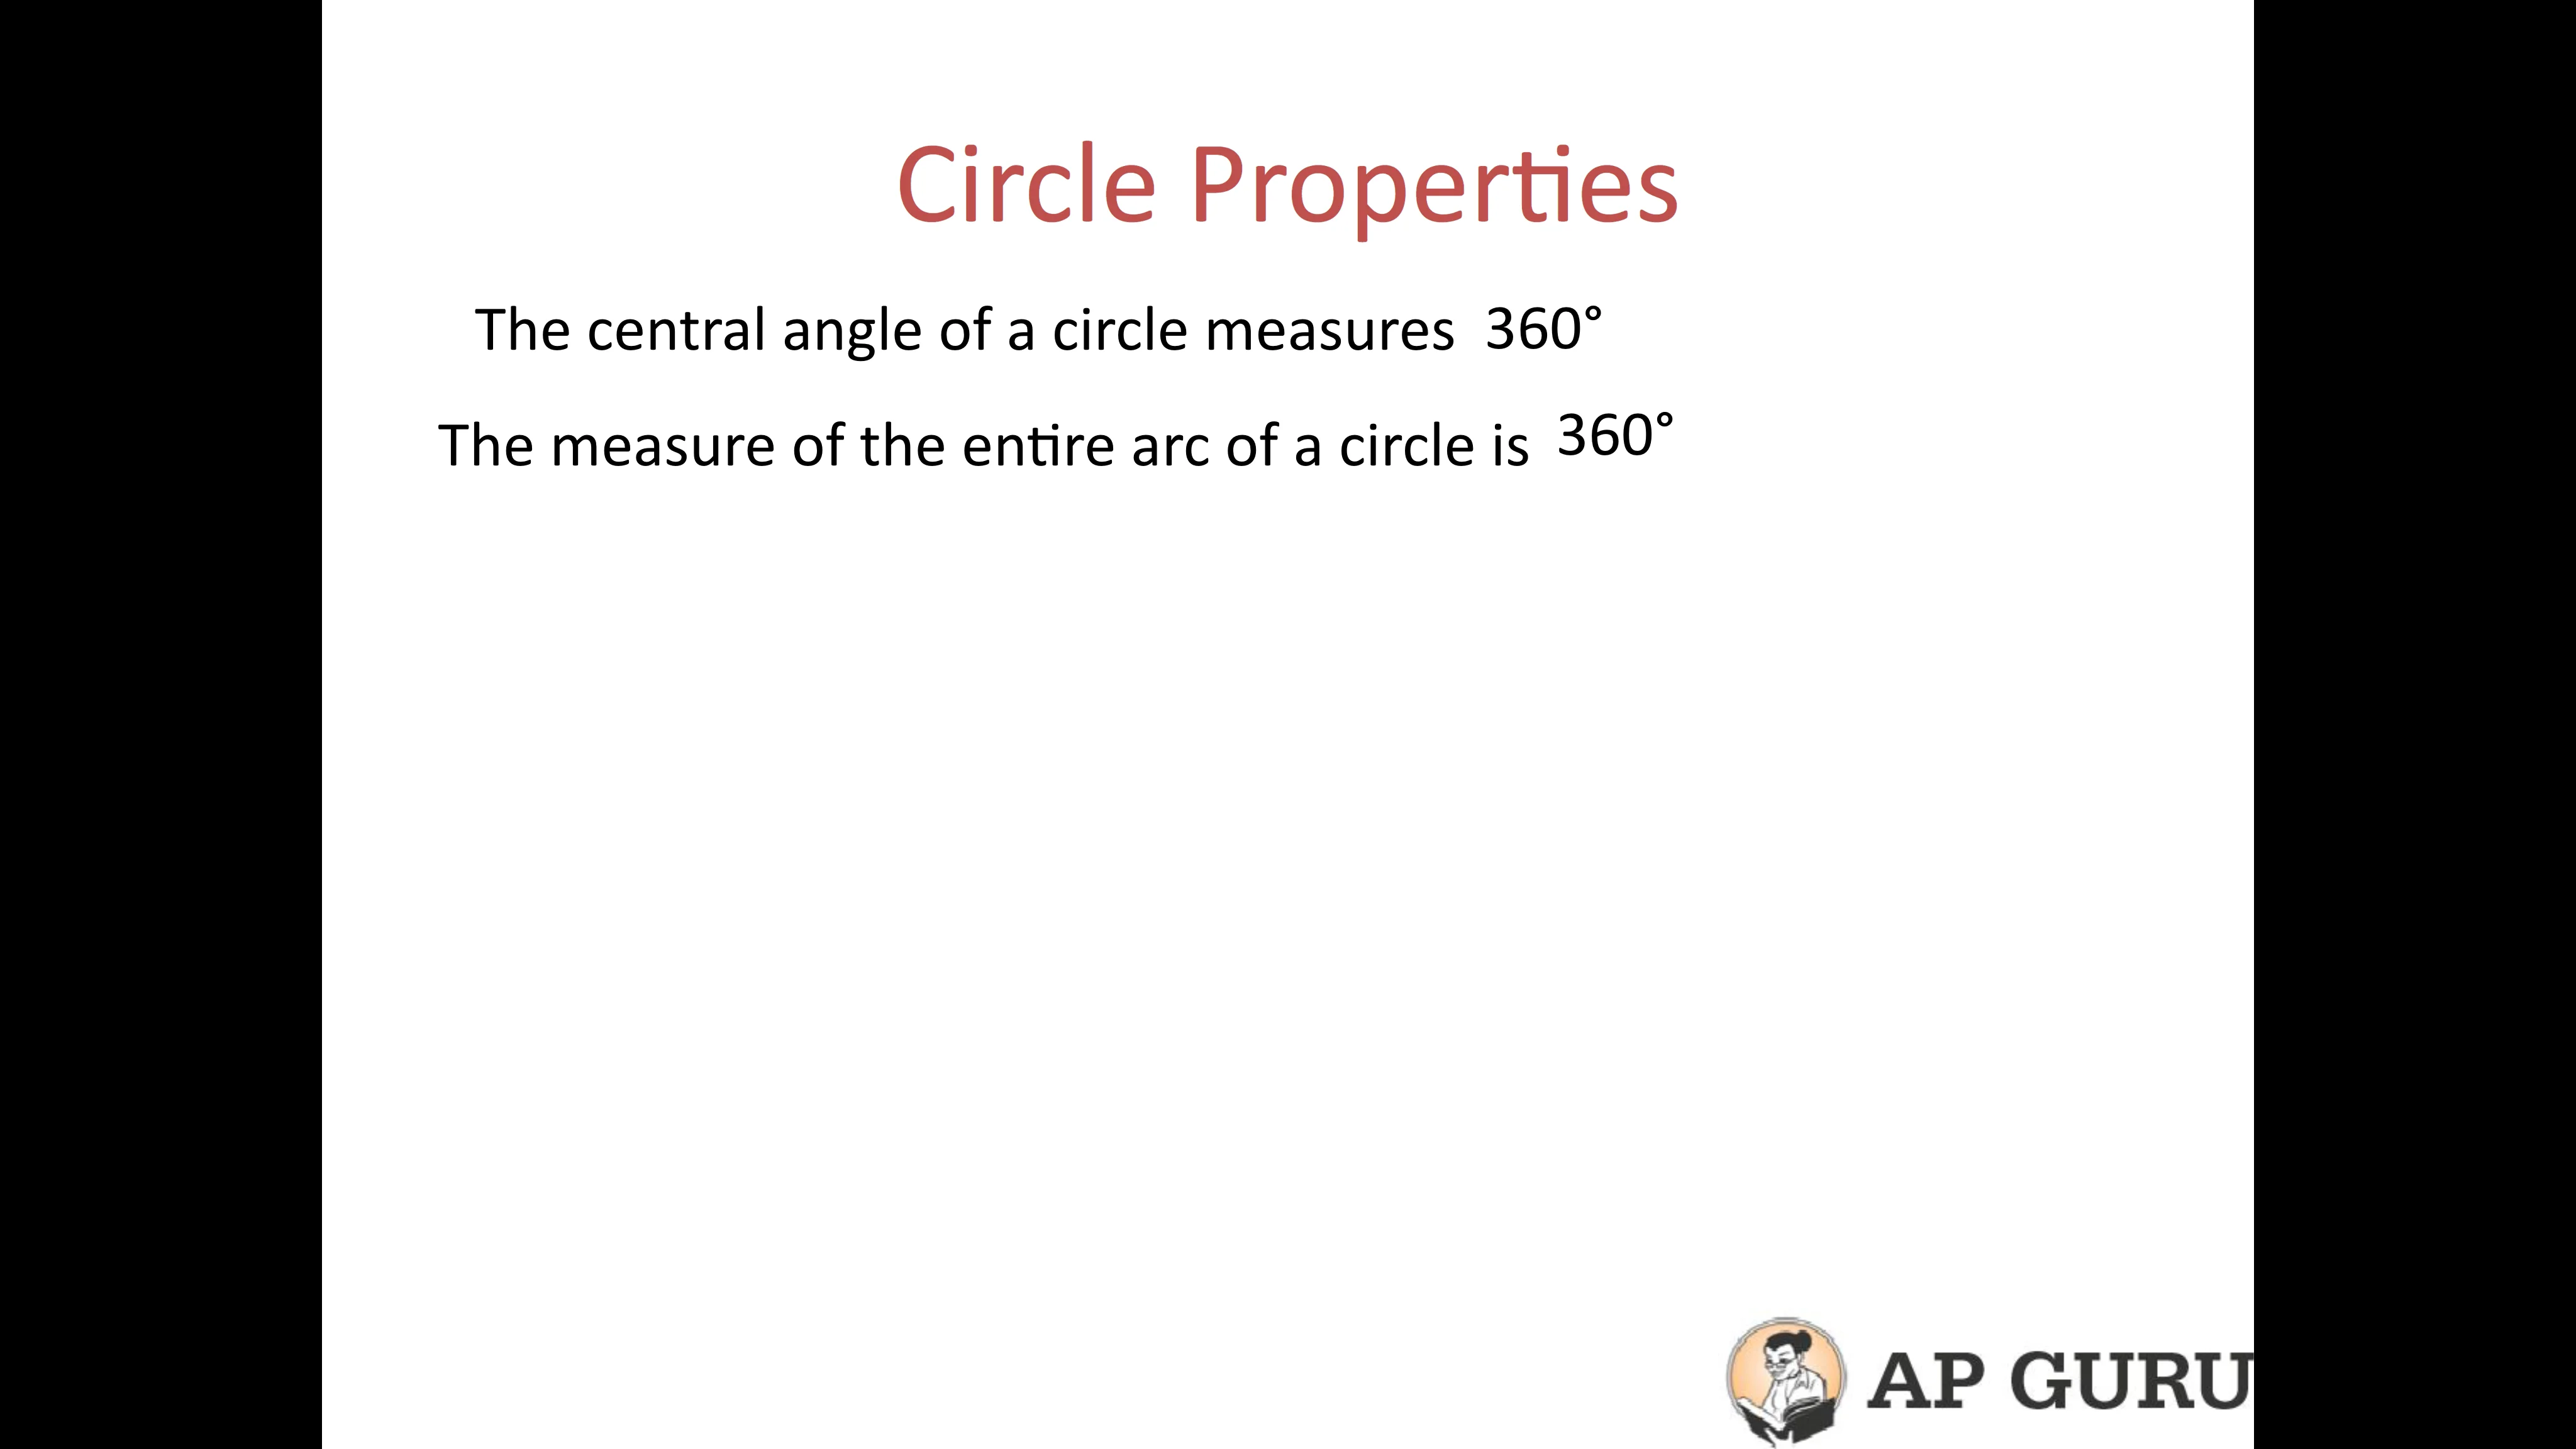 Circle Properties
The central angle of a circle measures 360°
The measure of the entire arc of a circle is 360°
AP GURU